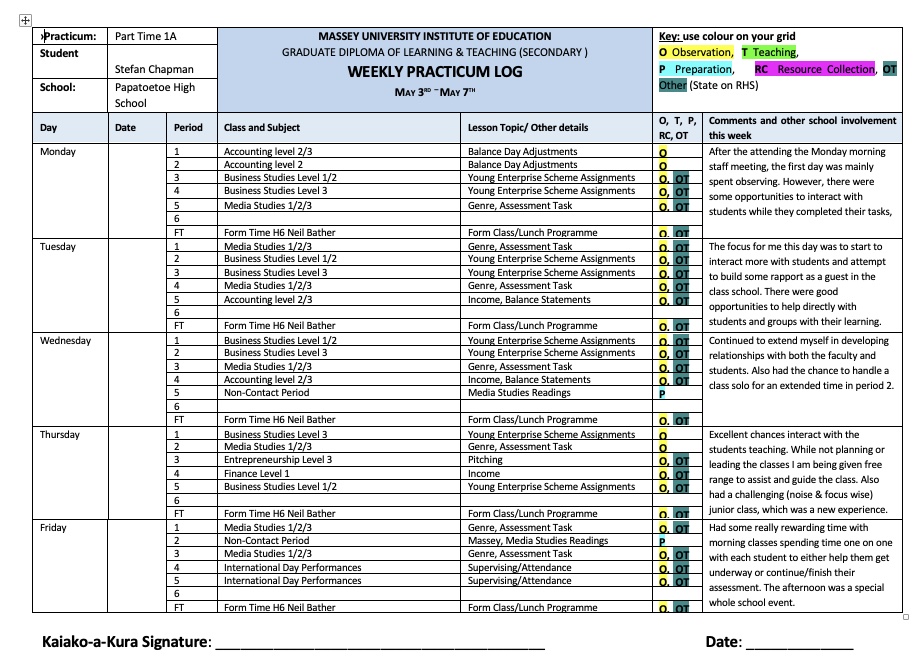 Practicum: Part Time 1A MASSEY UNIVERSITY INSTITUTE OF EDUCATION Key: use colour on your grid
Student GRADUATE DIPLOMA OF LEARNING & TEACHING (SECONDARY ) O Observation, T Teaching,
Stefan Chapman WEEKLY PRACTICUM LOG P Preparation, RC Resource Collection, OT
School: Papatoetoe High School MAY 3RD – MAY 7TH Other (State on RHS)
Day Date Period Class and Subject Lesson Topic/ Other details O, T, P, RC, OT Comments and other school involvement this week
Monday
1 Accounting level 2/3 Balance Day Adjustments O
2 Accounting level 2 Balance Day Adjustments O
3 Business Studies Level 1/2 Young Enterprise Scheme Assignments O, OT
4 Business Studies Level 3 Young Enterprise Scheme Assignments O, OT
5 Media Studies 1/2/3 Genre, Assessment Task O, OT
6
FT Form Time H6 Neil Bather Form Class/Lunch Programme O, OT
After the attending the Monday morning
staff meeting, the first day was mainly
spent observing. However, there were
some opportunities to interact with
students while they completed their tasks,
Tuesday
1 Media Studies 1/2/3 Genre, Assessment Task O, OT
2 Business Studies Level 1/2 Young Enterprise Scheme Assignments O, OT
3 Business Studies Level 3 Young Enterprise Scheme Assignments O, OT
4 Media Studies 1/2/3 Genre, Assessment Task O, OT
5 Accounting level 2/3 Income, Balance Statements O, OT
6
FT Form Time H6 Neil Bather Form Class/Lunch Programme O, OT
The focus for me this day was to start to
interact more with students and attempt
to build some rapport as a guest in the
class school. There were good
opportunities to help directly with
students and groups with their learning.
Wednesday
1 Business Studies Level 1/2 Young Enterprise Scheme Assignments O, OT
2 Business Studies Level 3 Young Enterprise Scheme Assignments O, OT
3 Media Studies 1/2/3 Genre, Assessment Task O, OT
4 Accounting level 2/3 Income, Balance Statements O, OT
5 Non-Contact Period Media Studies Readings P
6
FT Form Time H6 Neil Bather Form Class/Lunch Programme O, OT
Continued to extend myself in developing
relationships with both the faculty and
students. Also had the chance to handle a
class solo for an extended time in period 2.
Thursday
1 Business Studies Level 3 Young Enterprise Scheme Assignments O
2 Media Studies 1/2/3 Genre, Assessment Task O
3 Entrepreneurship Level 3 Pitching O, OT
4 Finance Level 1 Income O, OT
5 Business Studies Level 1/2 Young Enterprise Scheme Assignments O, OT
6
FT Form Time H6 Neil Bather Form Class/Lunch Programme O, OT
Excellent chances interact with the
students teaching. While not planning or
leading the classes I am being given free
range to assist and guide the class. Also
had a challenging (noise & focus wise)
junior class, which was a new experience.
Friday
1 Media Studies 1/2/3 Genre, Assessment Task O, OT
2 Non-Contact Period Massey, Media Studies Readings P
3 Media Studies 1/2/3 Genre, Assessment Task O, OT
4 International Day Performances Supervising/Attendance O, OT
5 International Day Performances Supervising/Attendance O, OT
6
FT Form Time H6 Neil Bather Form Class/Lunch Programme O, OT
Had some really rewarding time with
morning classes spending time one on one
with each student to either help them get
underway or continue/finish their
assessment. The afternoon was a special
whole school event.
Kaiako-a-Kura Signature: ____________________ Date: ____________